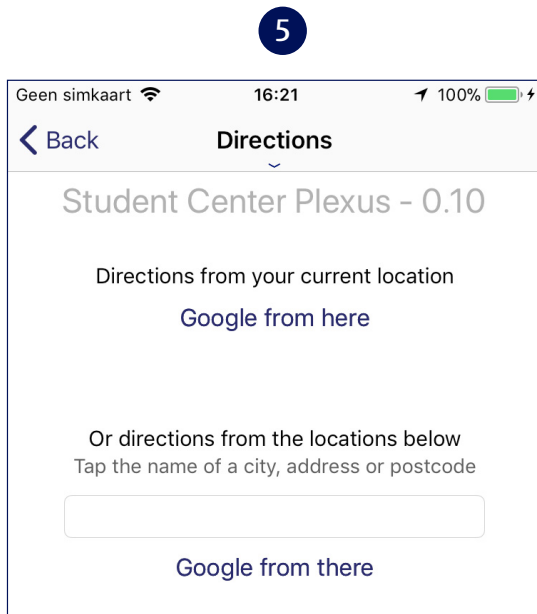 5
Geen simkaart 16:21 100%
Back Directions
Student Center Plexus - 0.10
Directions from your current location
Google from here
Or directions from the locations below
Tap the name of a city, address or postcode
Google from there